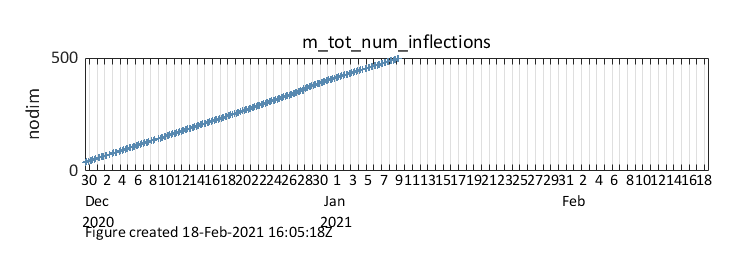 m_tot_num_inflections
500
nodim
0
30 2 4 6 8 10 12 14 16 18 20 22 24 26 28 30 1 3 5 7 9 11 13 15 17 19 21 23 25 27 29 31 2 4 6 8 10 12 14 16 18
Dec Jan Feb
2020 2021
Figure created 18-Feb-2021 16:05:18Z